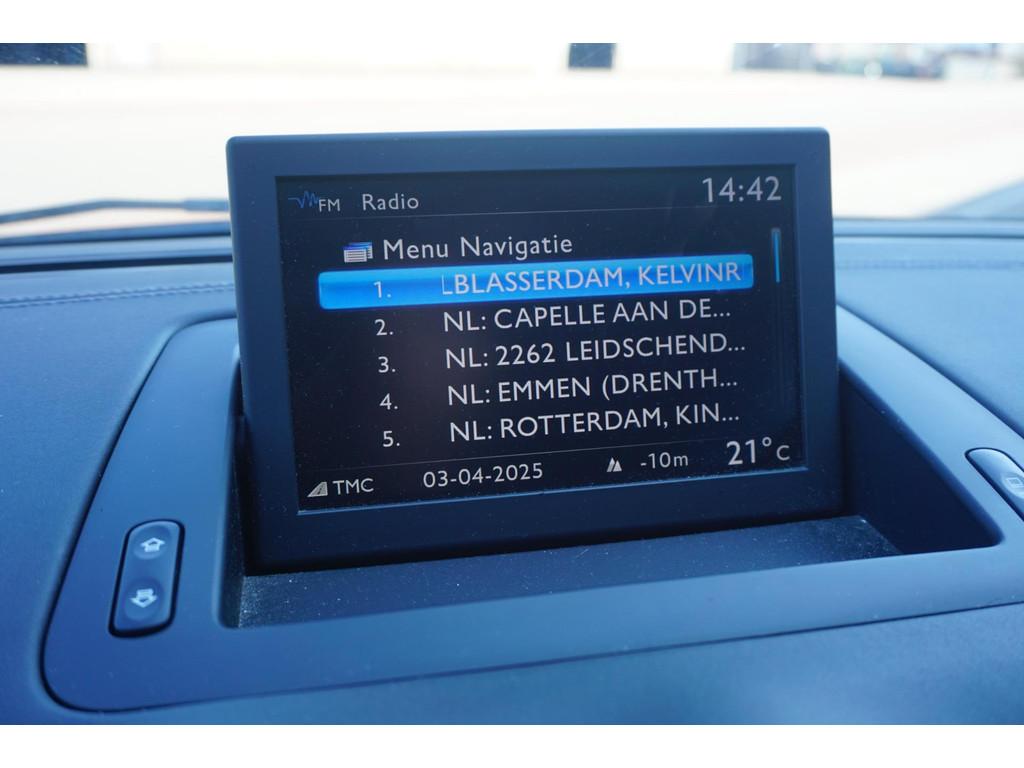 FM Radio 14:42
Menu Navigatie
1. LBLASSERDAM, KELVINR
2. NL: CAPELLE AAN DE...
3. NL: 2262 LEIDSCHEND...
4. NL: EMMEN (DRENTH...
5. NL: ROTTERDAM, KIN...
TMC 03-04-2025 -10m 21°C